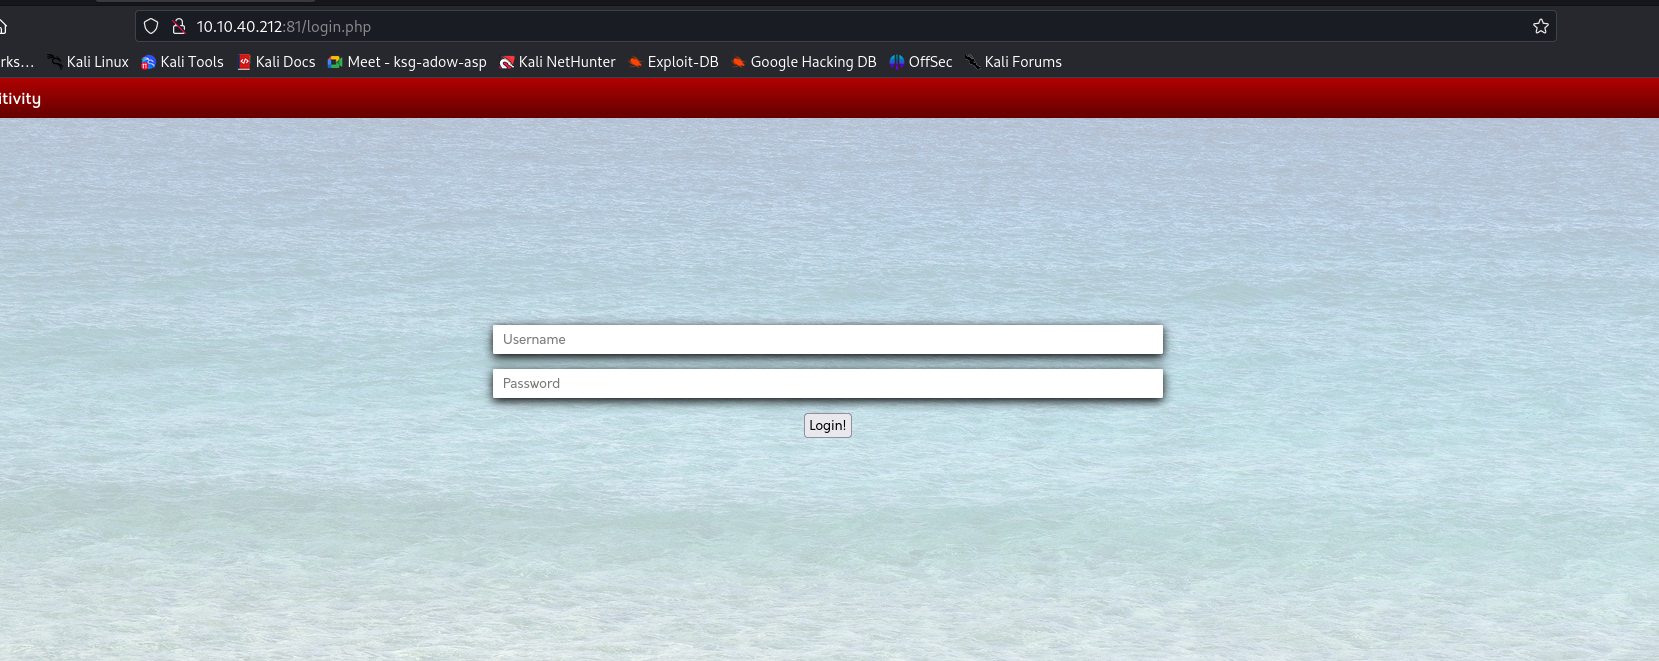 10.10.40.212:81/login.php
rks... Kali Linux Kali Tools Kali Docs Meet - ksg-adow-asp Kali NetHunter Exploit-DB Google Hacking DB OffSec Kali Forums
itivity
Username
Password
Login!